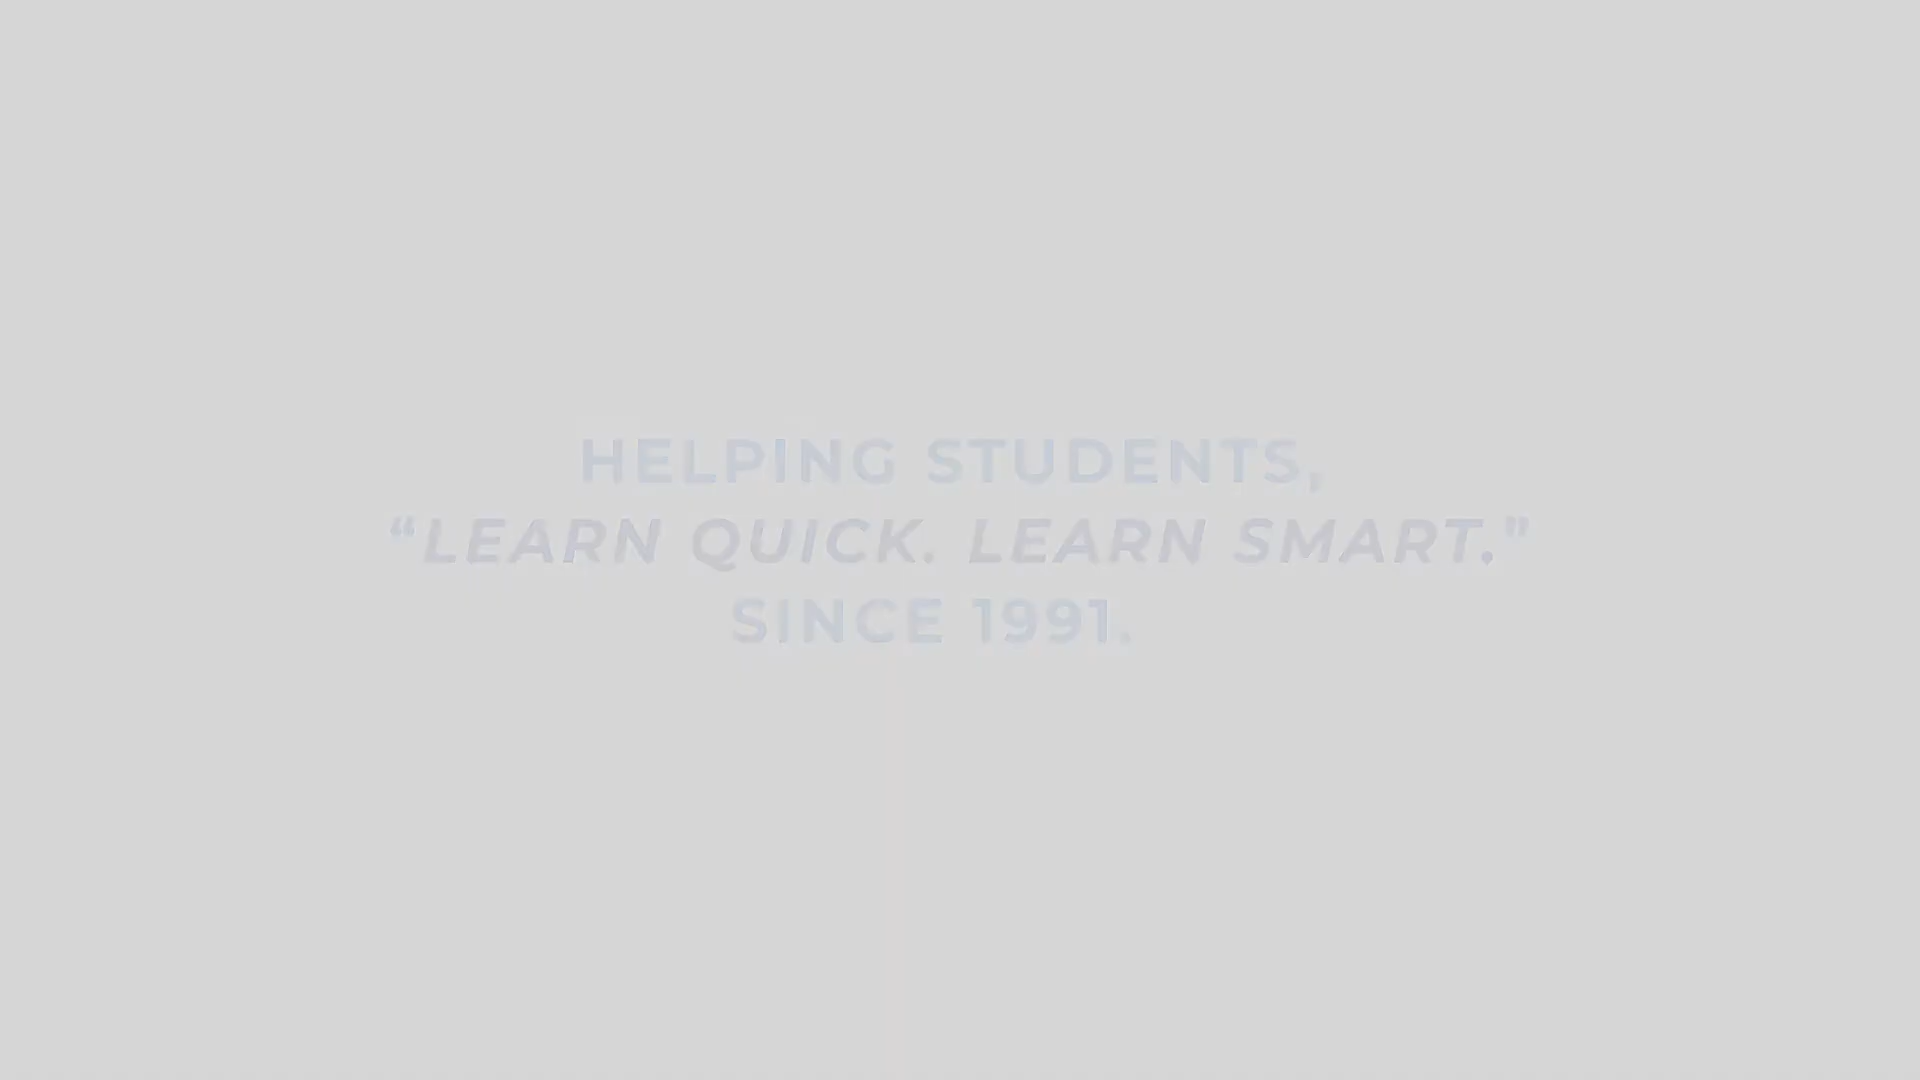 HELPING STUDENTS,
“LEARN QUICK. LEARN SMART.”
SINCE 1991.